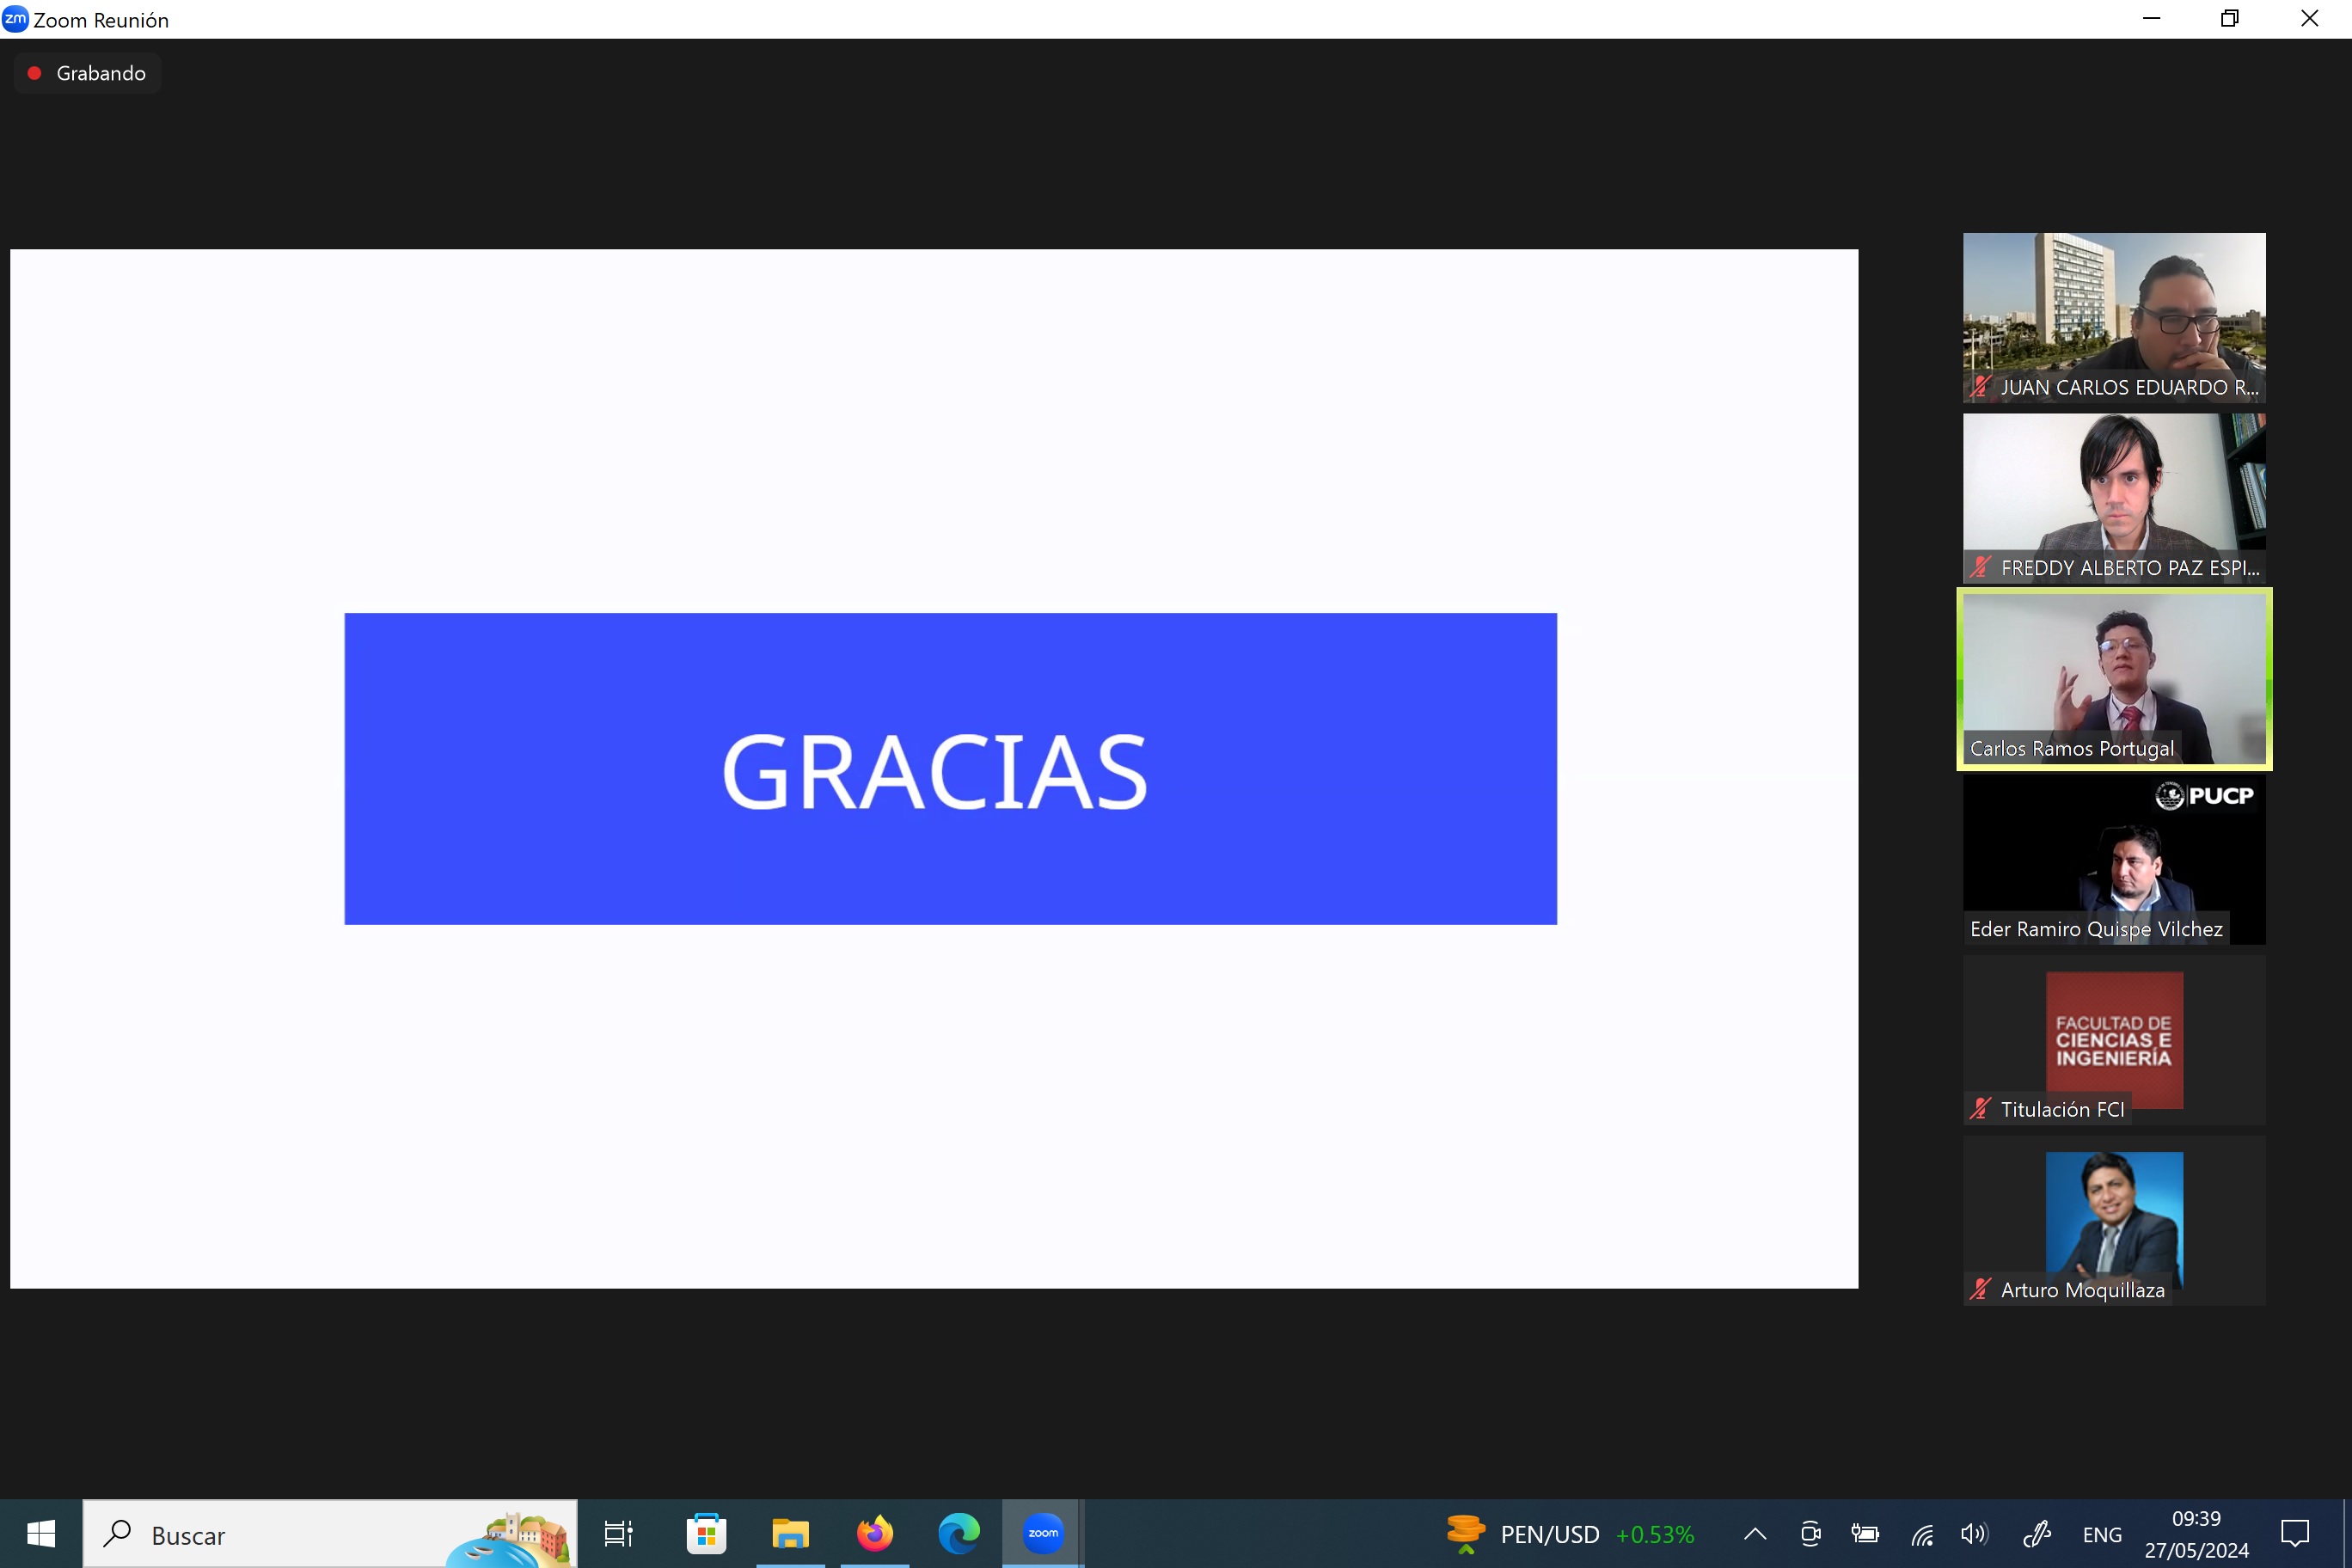 zm Zoom Reunión
Grabando
GRACIAS
JUAN CARLOS EDUARDO R...
FREDDY ALBERTO PAZ ESPI...
Carlos Ramos Portugal
PUCP
Eder Ramiro Quispe Vilchez
FACULTAD DE
CIENCIAS E
INGENIERÍA
Titulación FCI
Arturo Moquillaza
Buscar
zoom
PEN/USD +0.53%
ENG
09:39
27/05/2024